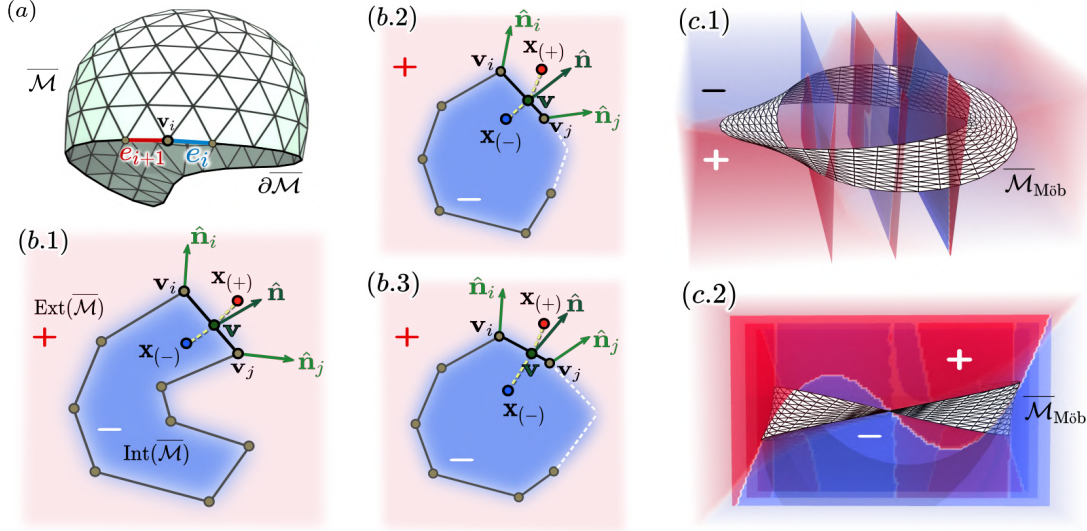 (a)
M̅
v_i
e_{i+1}
e_i
∂M̅
(b.1)
n̂_i
v_i
x_(+)
n̂
Ext(M̅)
+
v
x_(−)
v_j
n̂_j
−
Int(M̅)
(b.2)
n̂_i
x_(+)
+
v_i
n̂
v
x_(−)
v_j
n̂_j
−
(b.3)
n̂_i
x_(+)
n̂
+
v_i
n̂_j
v
v_j
x_(−)
−
(c.1)
−
+
M̅_Möb
(c.2)
+
M̅_Möb
−